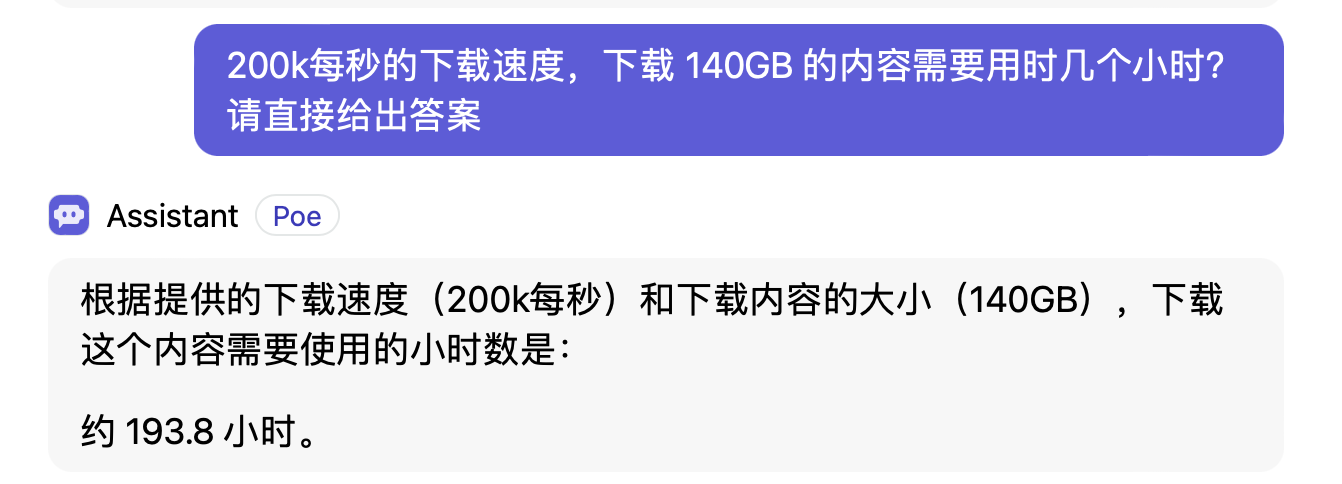 200k每秒的下载速度，下载 140GB 的内容需要用时几个小时?
请直接给出答案
Assistant Poe
根据提供的下载速度（200k每秒）和下载内容的大小（140GB），下载
这个内容需要使用的小时数是：
约 193.8 小时。